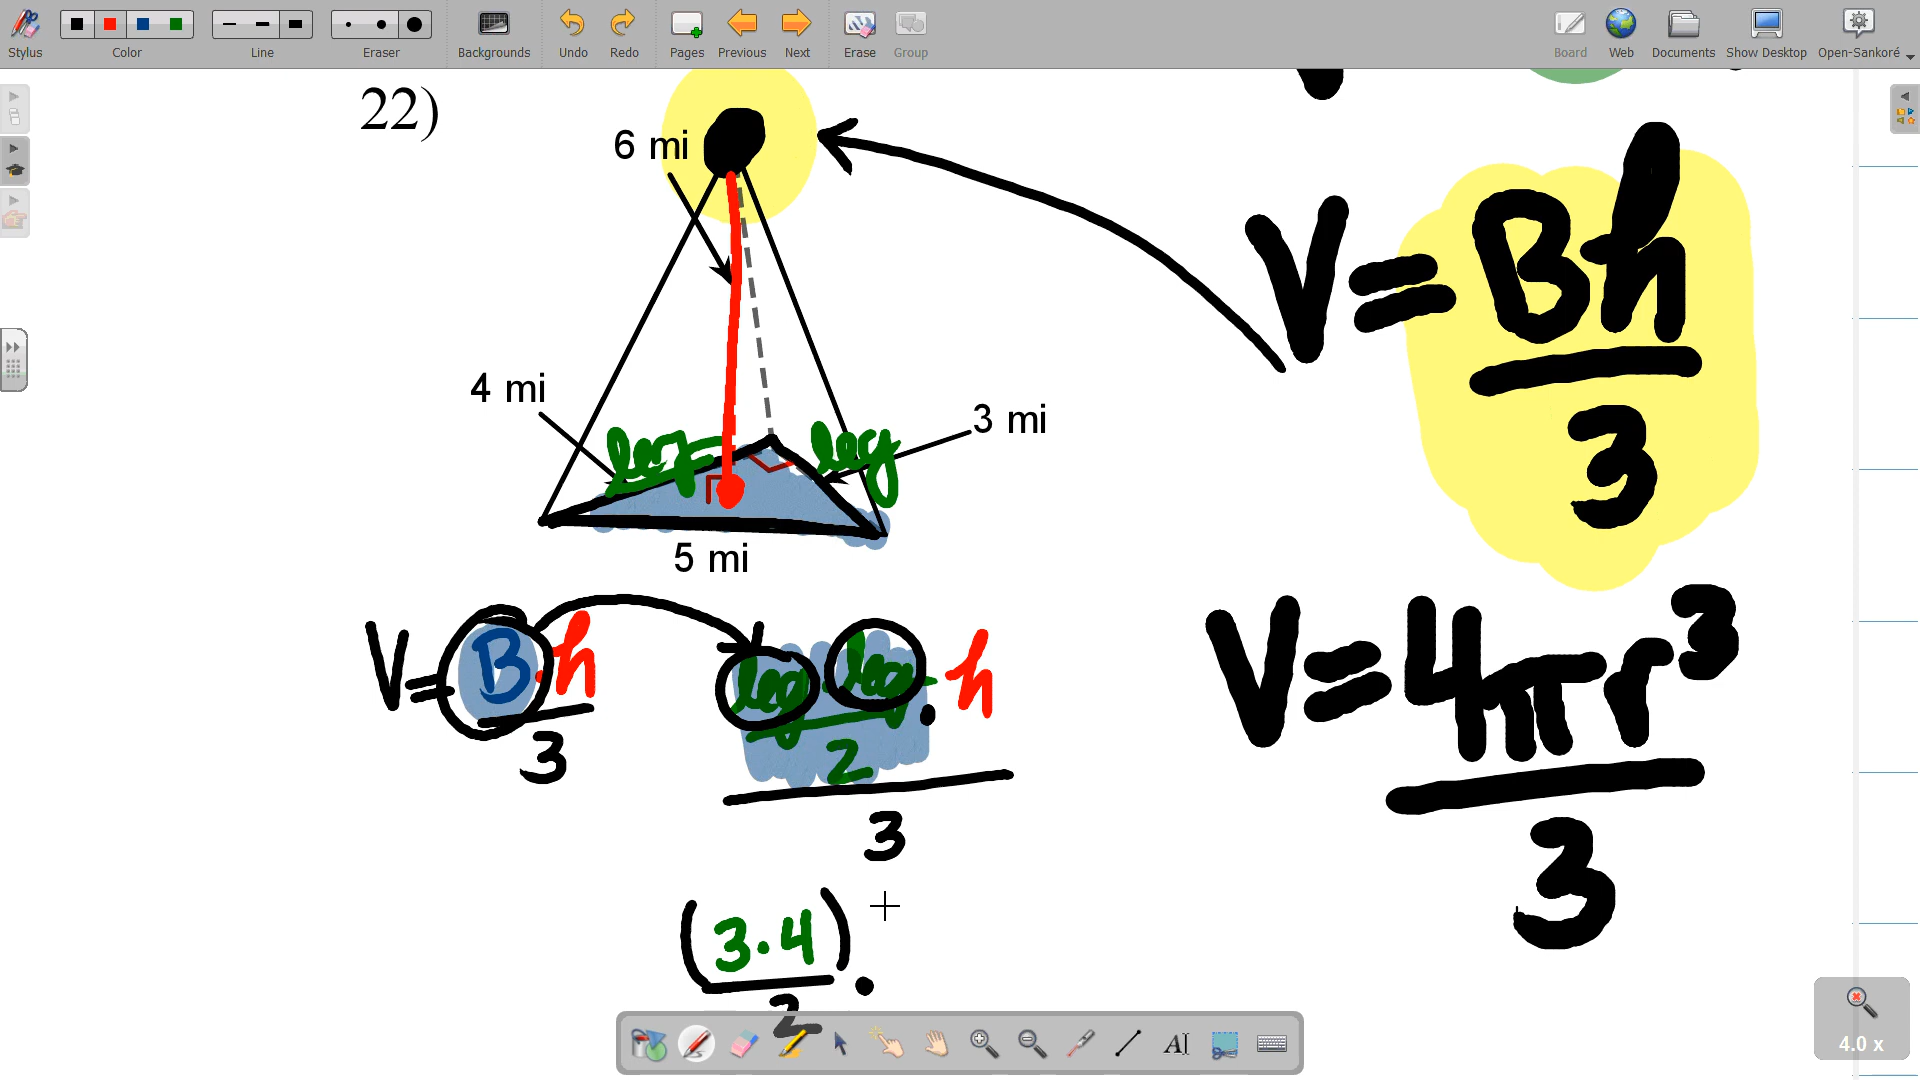 Stylus
Color
Line
Eraser
Backgrounds
Undo
Redo
Pages
Previous
Next
Erase
Group
Board
Web
Documents
Show Desktop
Open-Sankoré
22)
6 mi
4 mi
3 mi
leg
leg
5 mi
V=Bh
3
V=B·h
3
leg leg · h
2
3
(3·4) ·
2
V=4πr³
3
4.0 x